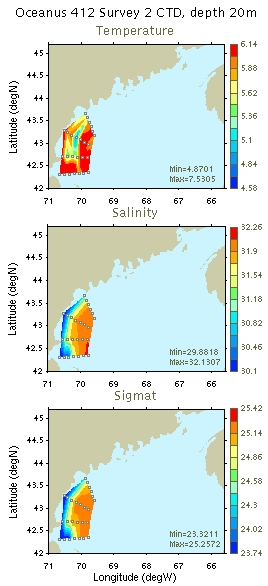 Oceanus 412 Survey 2 CTD, depth 20m
Temperature
45
44.5
44
43.5
43
42.5
42
Latitude (degN)
71 70 69 68 67 66
Min=4.8701
Max=7.5305
6.14
5.88
5.62
5.36
5.1
4.84
4.58
Salinity
45
44.5
44
43.5
43
42.5
42
Latitude (degN)
71 70 69 68 67 66
Min=29.8818
Max=32.1307
32.26
31.9
31.54
31.18
30.82
30.46
30.1
Sigmat
45
44.5
44
43.5
43
42.5
42
Latitude (degN)
71 70 69 68 67 66
Longitude (degW)
Min=23.3211
Max=25.2572
25.42
25.14
24.86
24.58
24.3
24.02
23.74